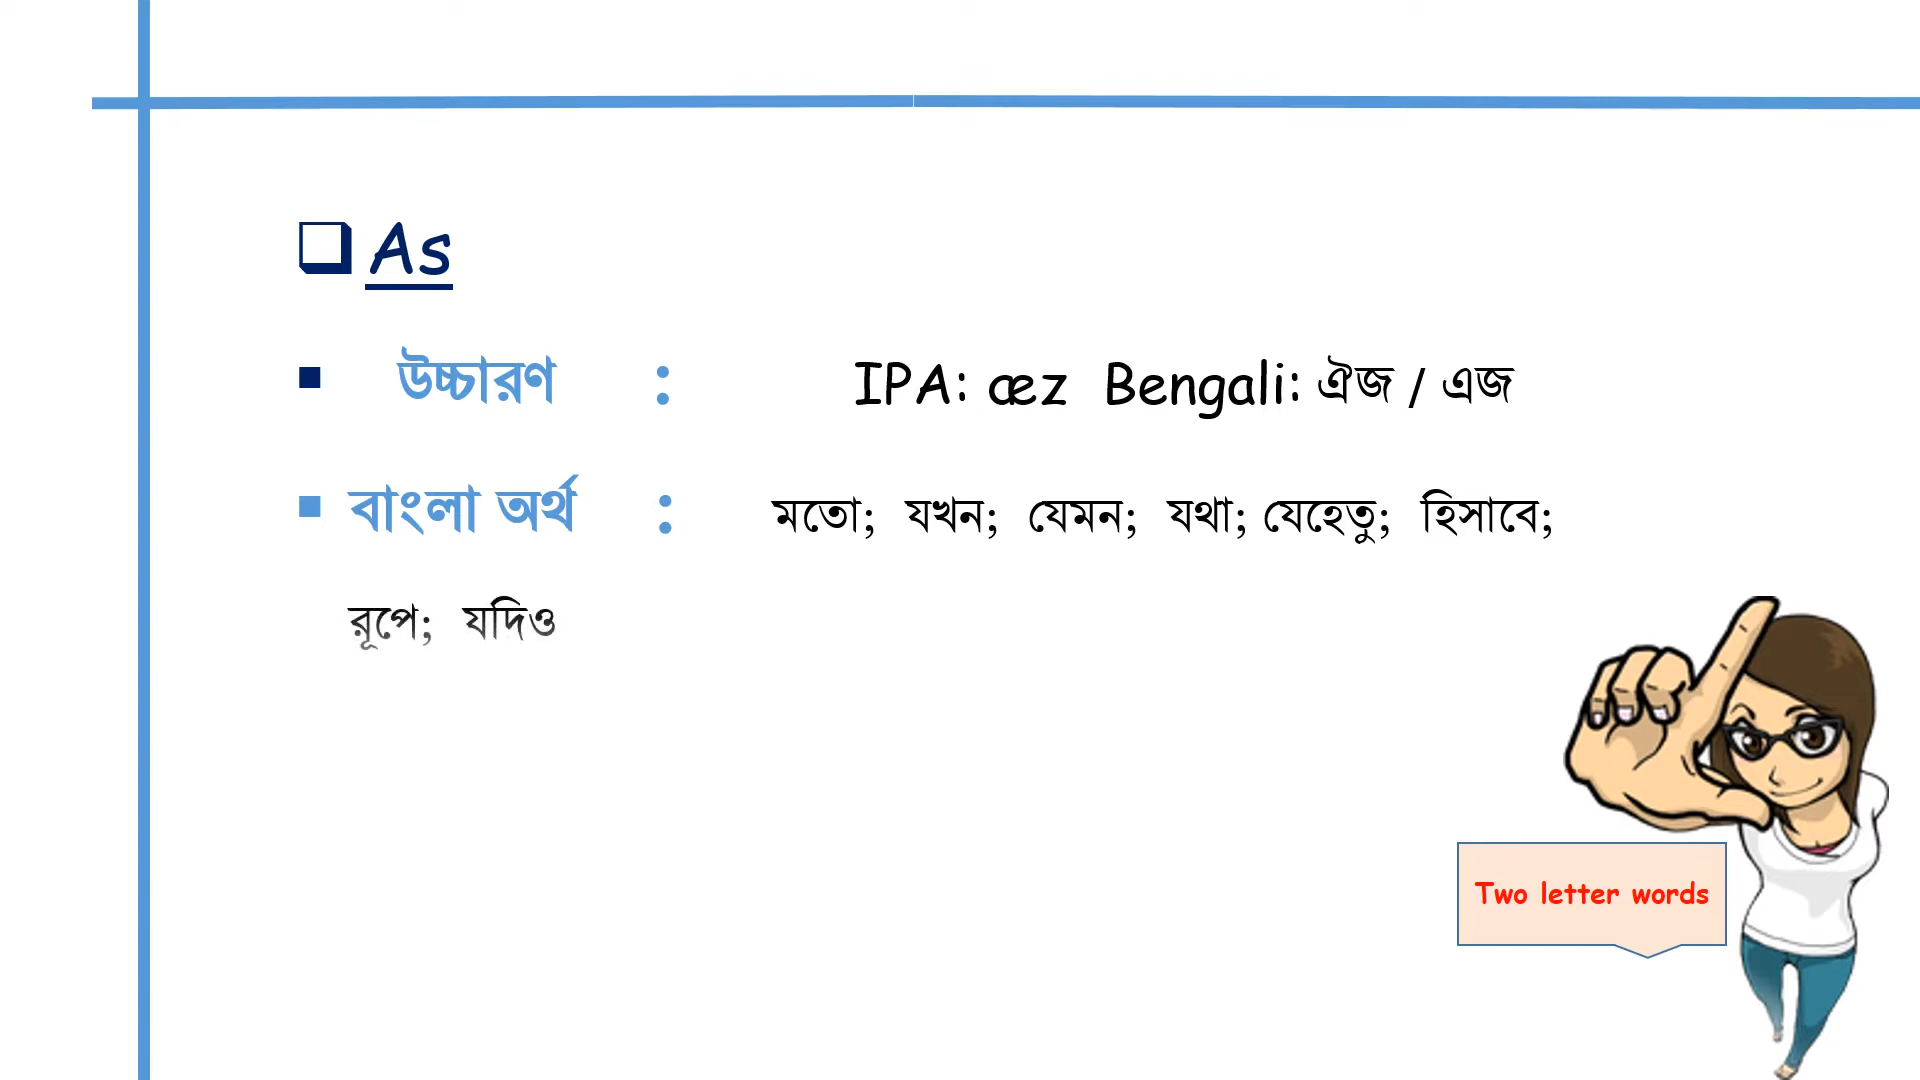 As
উচ্চারণ : IPA: æz Bengali: ঐজ / এজ
বাংলা অর্থ : মতো; যখন; যেমন; যথা; যেহেতু; হিসাবে;
রূপে; যদিও
Two letter words